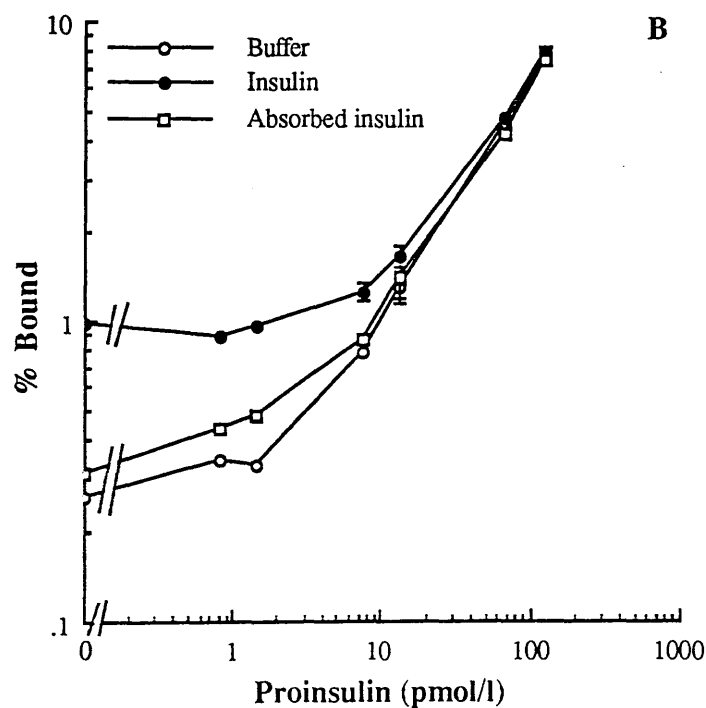 B
10
Buffer
Insulin
Absorbed insulin
% Bound
1
.1
0
1
10
100
1000
Proinsulin (pmol/l)